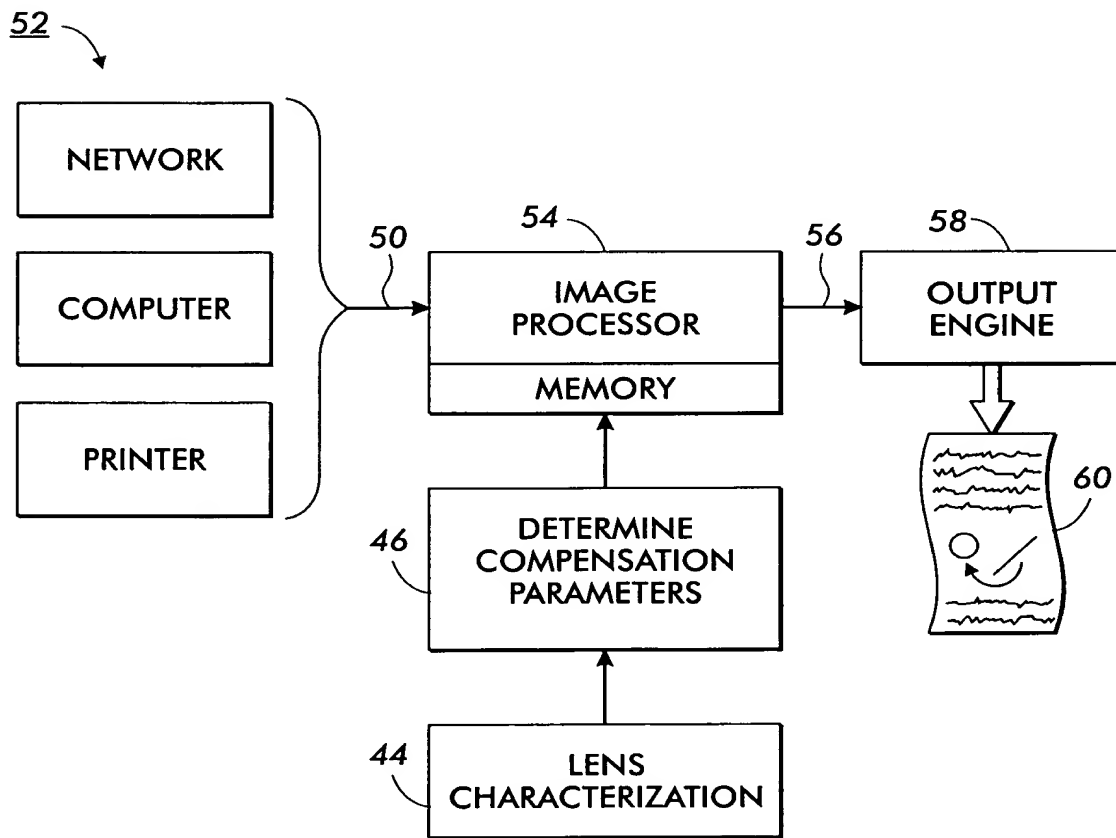 52
NETWORK
COMPUTER
PRINTER
50
54
IMAGE
PROCESSOR
MEMORY
56
58
OUTPUT
ENGINE
60
46
DETERMINE
COMPENSATION
PARAMETERS
44
LENS
CHARACTERIZATION